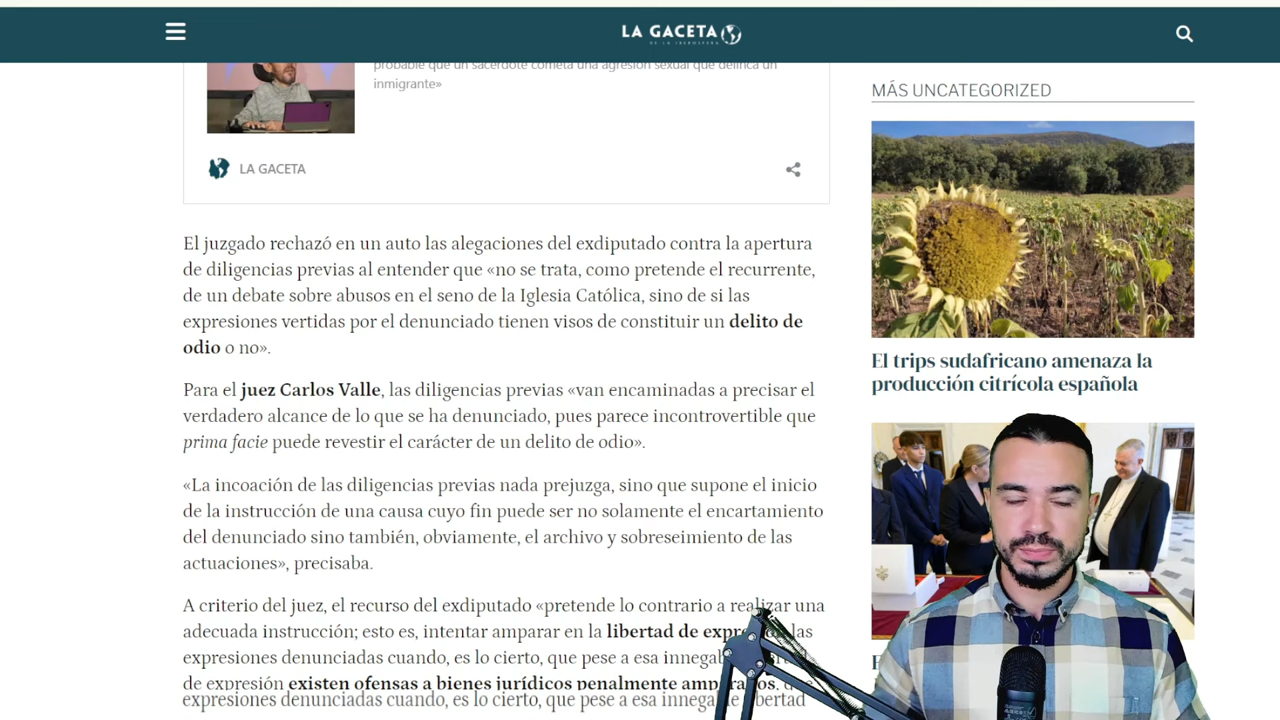 LA GACETA
DE LA IBEROSFERA
probable que un sacerdote cometa una agresión sexual que delinca un
inmigrante»
LA GACETA
El juzgado rechazó en un auto las alegaciones del exdiputado contra la apertura
de diligencias previas al entender que «no se trata, como pretende el recurrente,
de un debate sobre abusos en el seno de la Iglesia Católica, sino de si las
expresiones vertidas por el denunciado tienen visos de constituir un delito de
odio o no».
Para el juez Carlos Valle, las diligencias previas «van encaminadas a precisar el
verdadero alcance de lo que se ha denunciado, pues parece incontrovertible que
prima facie puede revestir el carácter de un delito de odio».
«La incoación de las diligencias previas nada prejuzga, sino que supone el inicio
de la instrucción de una causa cuyo fin puede ser no solamente el encartamiento
del denunciado sino también, obviamente, el archivo y sobreseimiento de las
actuaciones», precisaba.
A criterio del juez, el recurso del exdiputado «pretende lo contrario a realizar una
adecuada instrucción; esto es, intentar amparar en la libertad de las
expresiones denunciadas cuando, es lo cierto, que pese a esa
de expresión existen ofensas a bienes jurídicos penalmente amparados, que
expresiones denunciadas cuando, es lo cierto, que pese a esa libertad
MÁS UNCATEGORIZED
El trips sudafricano amenaza la
producción citrícola española